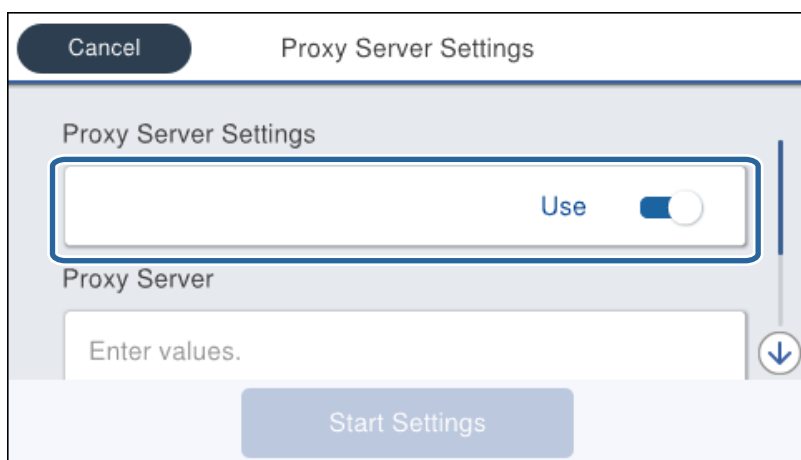 Cancel
Proxy Server Settings
Proxy Server Settings
Use
Proxy Server
Enter values.
Start Settings